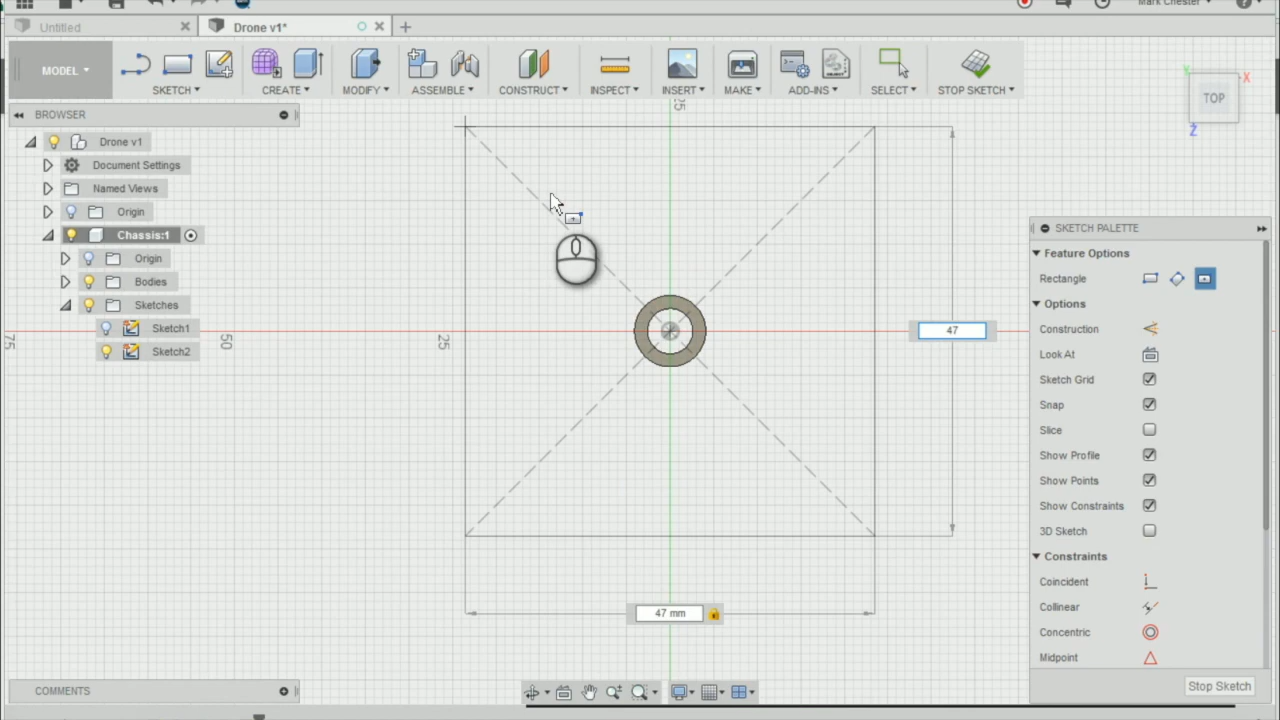 Mark Chester
Untitled
Drone v1*
MODEL
SKETCH
CREATE
MODIFY
ASSEMBLE
CONSTRUCT
INSPECT
INSERT
MAKE
ADD-INS
SELECT
STOP SKETCH
BROWSER
Drone v1
Document Settings
Named Views
Origin
Chassis:1
Origin
Bodies
Sketches
Sketch1
Sketch2
75
50
25
25
47
47 mm
TOP
X
Y
Z
SKETCH PALETTE
Feature Options
Rectangle
Options
Construction
Look At
Sketch Grid
Snap
Slice
Show Profile
Show Points
Show Constraints
3D Sketch
Constraints
Coincident
Collinear
Concentric
Midpoint
Stop Sketch
COMMENTS